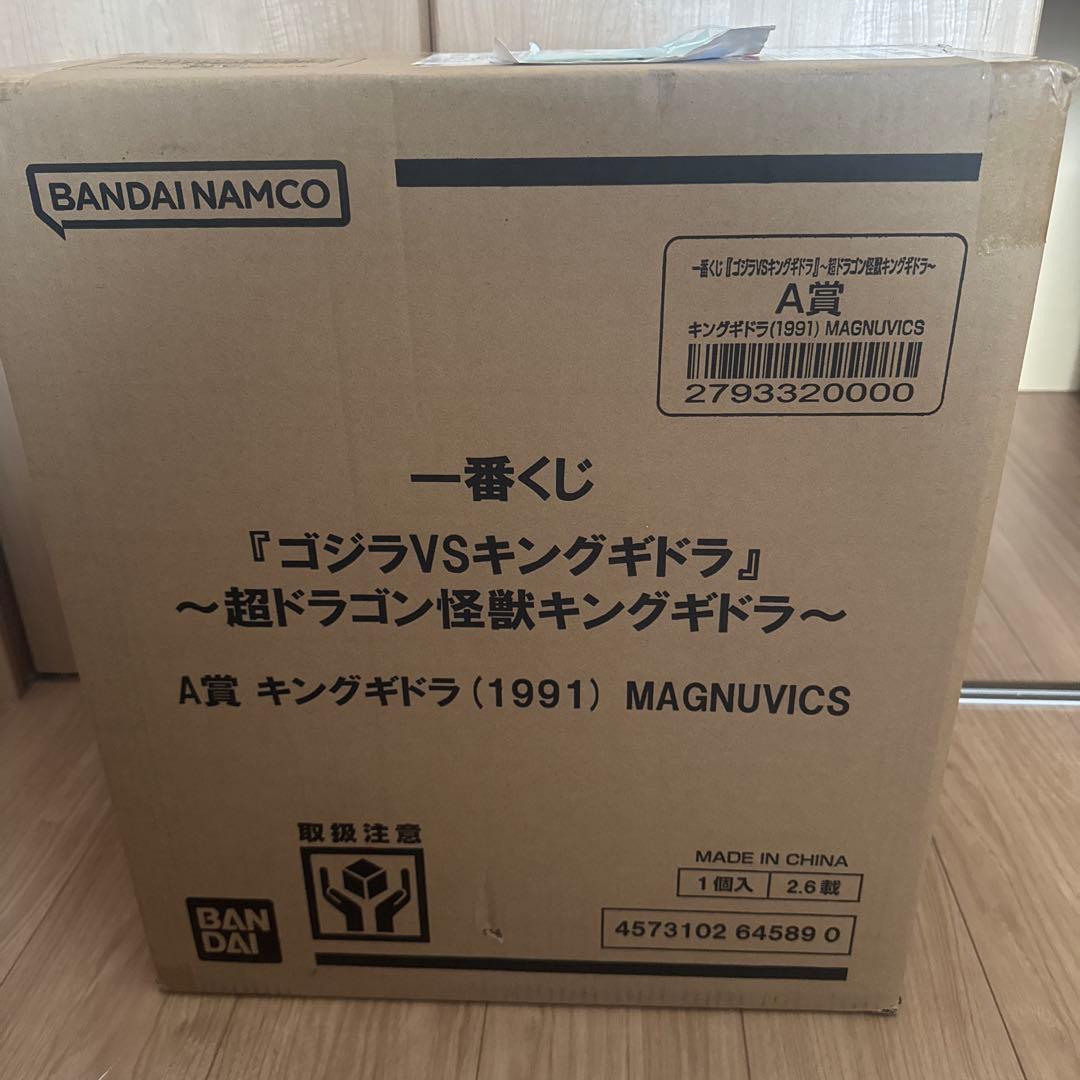 BANDAI NAMCO
一番くじ『ゴジラVSキングギドラ』~超ドラゴン怪獣キングギドラ~
A賞
キングギドラ(1991) MAGNUVICS
2793320000
一番くじ
『ゴジラVSキングギドラ』
~超ドラゴン怪獣キングギドラ~
A賞 キングギドラ(1991) MAGNUVICS
取扱注意
MADE IN CHINA
1個入 2.6載
BAN
DAI
4573102 64589 0